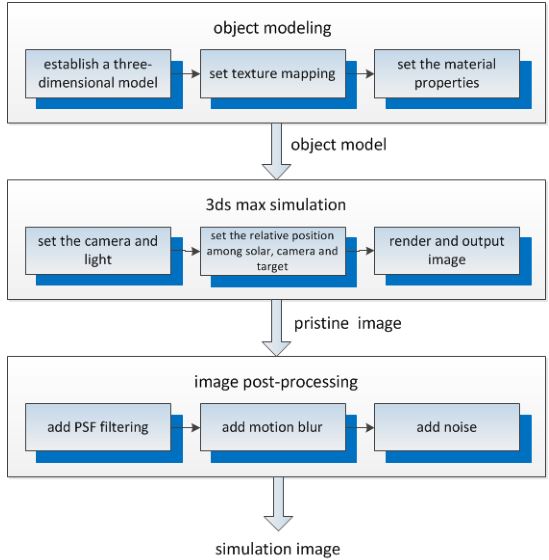 object modeling
establish a three-
dimensional model
set texture mapping
set the material
properties
object model
3ds max simulation
set the camera and
light
set the relative position
among solar, camera and
target
render and output
image
pristine image
image post-processing
add PSF filtering
add motion blur
add noise
simulation image